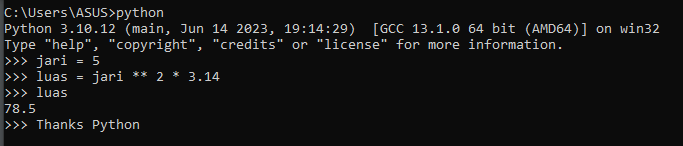 C:\Users\ASUS>python
Python 3.10.12 (main, Jun 14 2023, 19:14:29)  [GCC 13.1.0 64 bit (AMD64)] on win32
Type "help", "copyright", "credits" or "license" for more information.
>>> jari = 5
>>> luas = jari ** 2 * 3.14
>>> luas
78.5
>>> Thanks Python